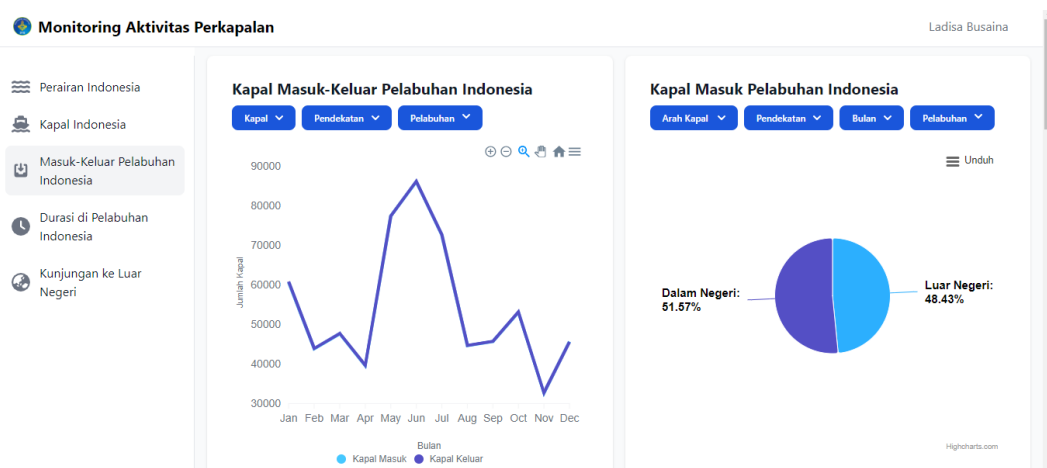 Monitoring Aktivitas Perkapalan
Ladisa Busaina
Perairan Indonesia
Kapal Indonesia
Masuk-Keluar Pelabuhan
Indonesia
Durasi di Pelabuhan
Indonesia
Kunjungan ke Luar
Negeri
Kapal Masuk-Keluar Pelabuhan Indonesia
Kapal
Pendekatan
Pelabuhan
90000
80000
70000
60000
50000
40000
30000
Jumlah Kapal
Jan Feb Mar Apr May Jun Jul Aug Sep Oct Nov Dec
Bulan
Kapal Masuk
Kapal Keluar
Kapal Masuk Pelabuhan Indonesia
Arah Kapal
Pendekatan
Bulan
Pelabuhan
Unduh
Dalam Negeri:
51.57%
Luar Negeri:
48.43%
Highcharts.com